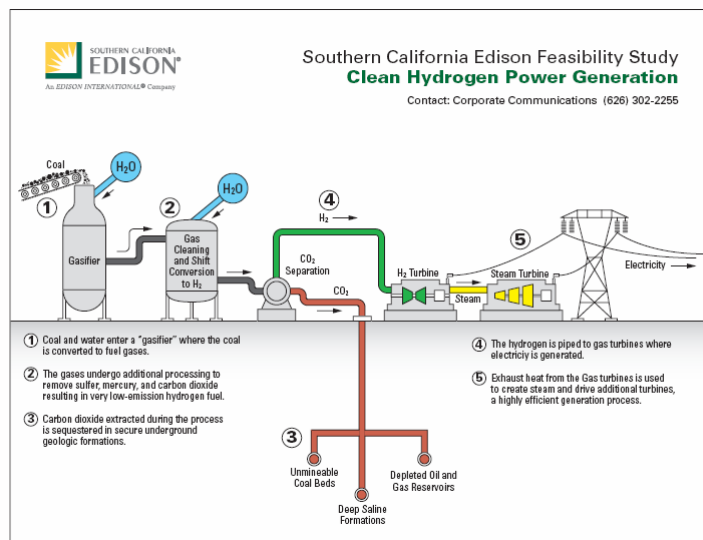 SOUTHERN CALIFORNIA
EDISON®
An EDISON INTERNATIONAL® Company
Southern California Edison Feasibility Study
Clean Hydrogen Power Generation
Contact: Corporate Communications (626) 302-2255
Coal
H₂O
1
Gasifier
2
H₂O
Gas
Cleaning
and Shift
Conversion
to H₂
CO₂
Separation
4
H₂
CO₂
H₂ Turbine
Steam
Steam Turbine
5
Electricity
1 Coal and water enter a "gasifier" where the coal
is converted to fuel gases.
2 The gases undergo additional processing to
remove sulfer, mercury, and carbon dioxide
resulting in very low-emission hydrogen fuel.
3 Carbon dioxide extracted during the process
is sequestered in secure underground
geologic formations.
4 The hydrogen is piped to gas turbines where
electriciy is generated.
5 Exhaust heat from the Gas turbines is used
to create steam and drive additional turbines,
a highly efficient generation process.
3
Unmineable
Coal Beds
Deep Saline
Formations
Depleted Oil and
Gas Reservoirs